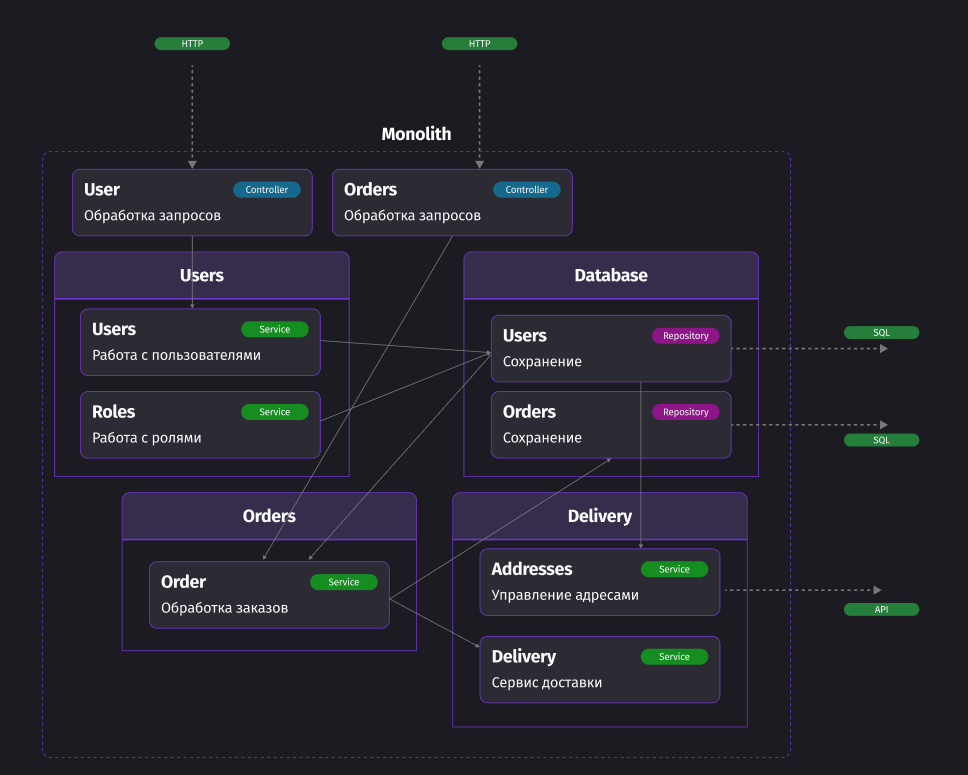 HTTP
HTTP
Monolith
User
Controller
Обработка запросов
Orders
Controller
Обработка запросов
Users
Users
Service
Работа с пользователями
Roles
Service
Работа с ролями
Database
Users
Repository
Сохранение
Orders
Repository
Сохранение
SQL
SQL
Orders
Order
Service
Обработка заказов
Delivery
Addresses
Service
Управление адресами
Delivery
Service
Сервис доставки
API